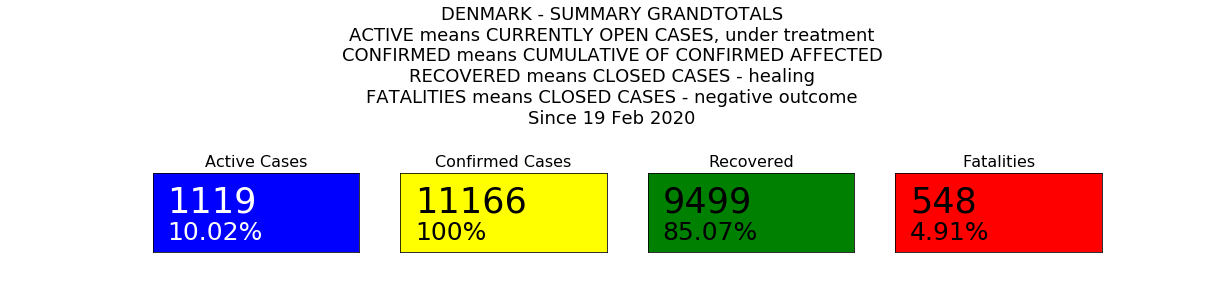 DENMARK - SUMMARY GRANDTOTALS
ACTIVE means CURRENTLY OPEN CASES, under treatment
CONFIRMED means CUMULATIVE OF CONFIRMED AFFECTED
RECOVERED means CLOSED CASES - healing
FATALITIES means CLOSED CASES - negative outcome
Since 19 Feb 2020
Active Cases
1119
10.02%
Confirmed Cases
11166
100%
Recovered
9499
85.07%
Fatalities
548
4.91%